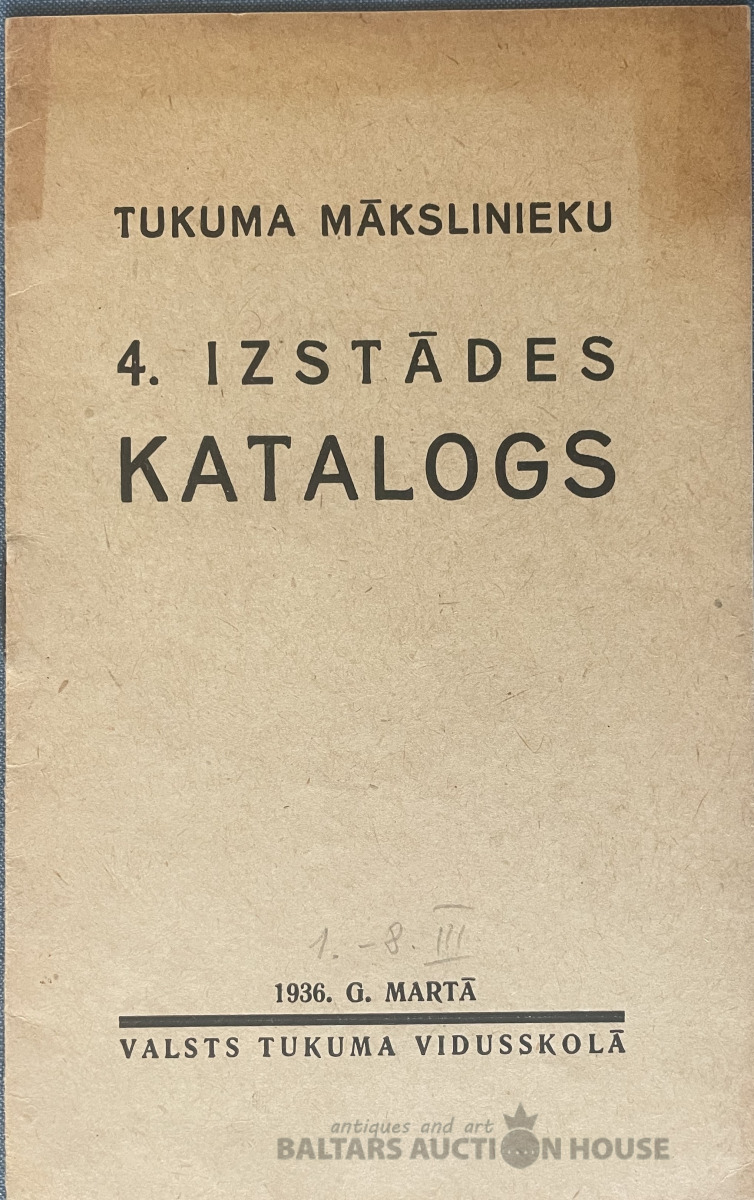 TUKUMA MĀKSLINIEKU
4. IZSTĀDES
KATALOGS
1. - 8. III
1936. G. MARTĀ
VALSTS TUKUMA VIDUSSKOLĀ
antiques and art
BALTARS AUCTION HOUSE